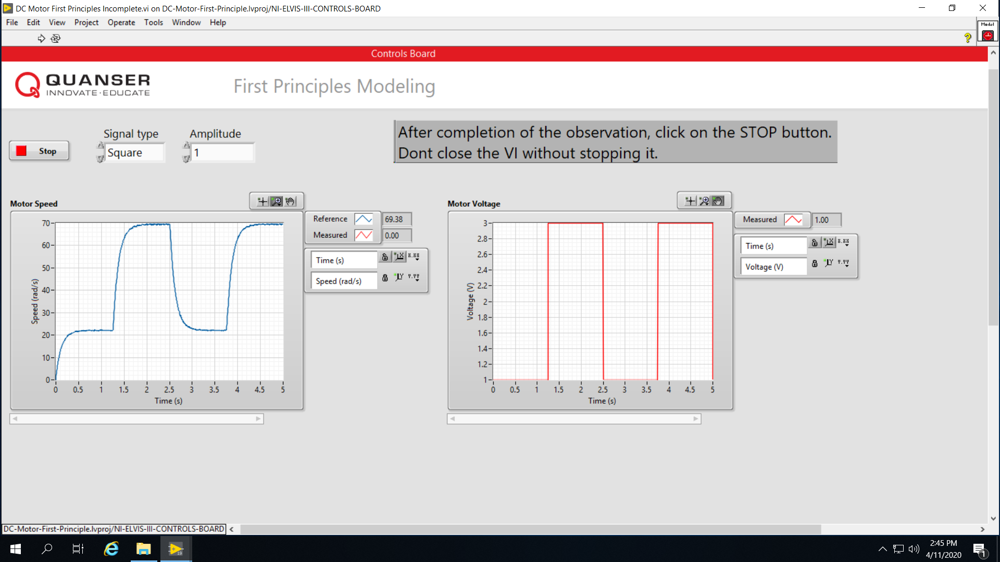 DC Motor First Principles Incomplete.vi on DC-Motor-First-Principle.lvproj/NI-ELVIS-III-CONTROLS-BOARD
File Edit View Project Operate Tools Window Help
Model
Controls Board
QUANSER
INNOVATE·EDUCATE
First Principles Modeling
Stop
Signal type
Square
Amplitude
1
After completion of the observation, click on the STOP button.
Dont close the VI without stopping it.
Motor Speed
70
60
50
40
30
20
10
0
Speed (rad/s)
0 0.5 1 1.5 2 2.5 3 3.5 4 4.5 5
Time (s)
Reference 69.38
Measured 0.00
Time (s)
Speed (rad/s)
Motor Voltage
3
2.8
2.6
2.4
2.2
2
1.8
1.6
1.4
1.2
1
Voltage (V)
0 0.5 1 1.5 2 2.5 3 3.5 4 4.5 5
Time (s)
Measured 1.00
Time (s)
Voltage (V)
DC-Motor-First-Principle.lvproj/NI-ELVIS-III-CONTROLS-BOARD
19
2:45 PM
4/11/2020
1